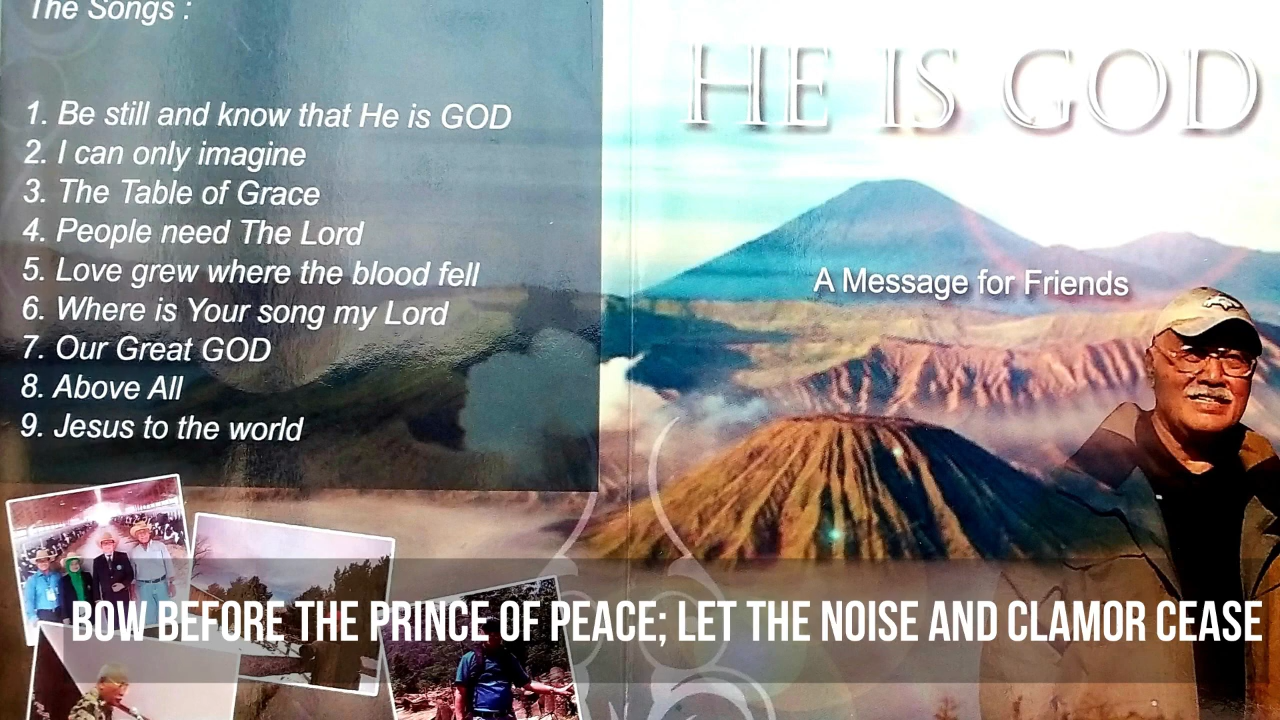 The Songs :
1. Be still and know that He is GOD
2. I can only imagine
3. The Table of Grace
4. People need The Lord
5. Love grew where the blood fell
6. Where is Your song my Lord
7. Our Great GOD
8. Above All
9. Jesus to the world
HE IS GOD
A Message for Friends
BOW BEFORE THE PRINCE OF PEACE; LET THE NOISE AND CLAMOR CEASE